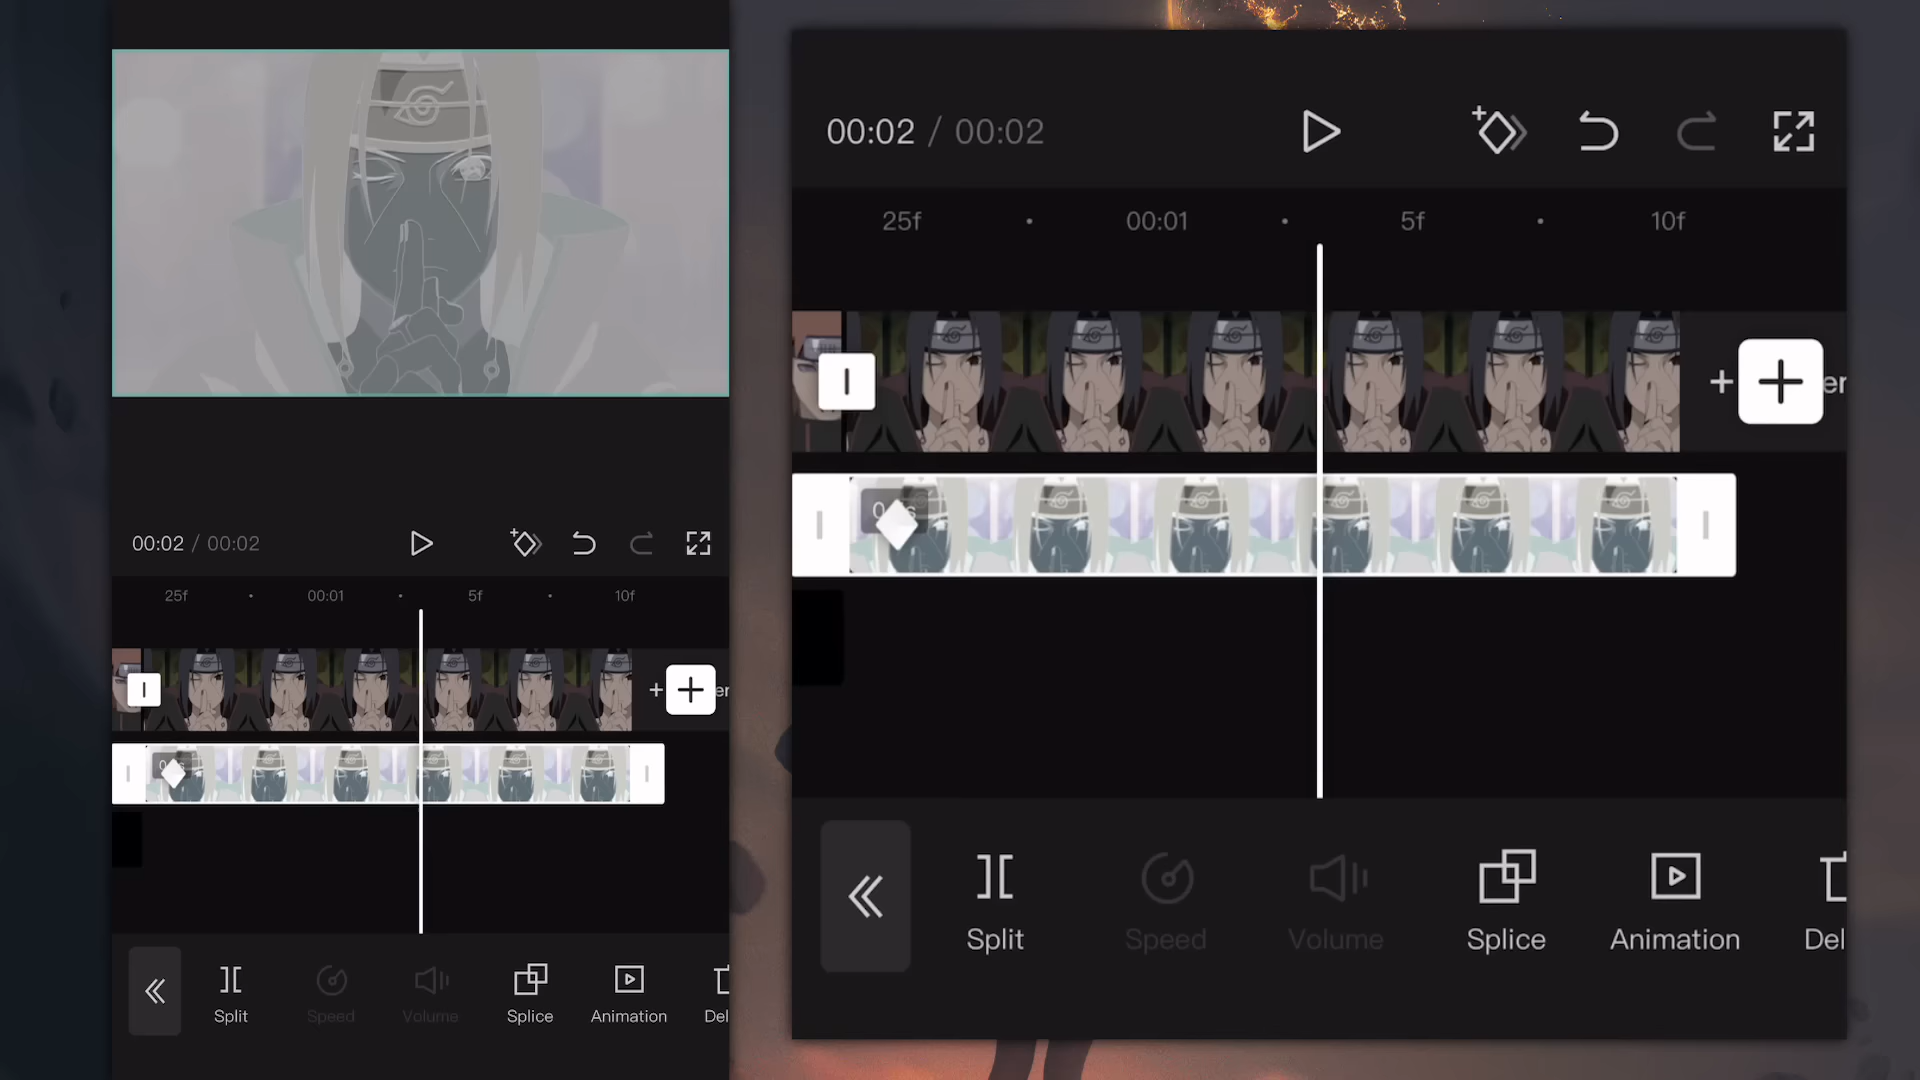 00:02 / 00:02
25f
00:01
5f
10f
+
er
Split
Speed
Volume
Splice
Animation
Del
00:02 / 00:02
25f
00:01
5f
10f
+
er
Split
Speed
Volume
Splice
Animation
Del